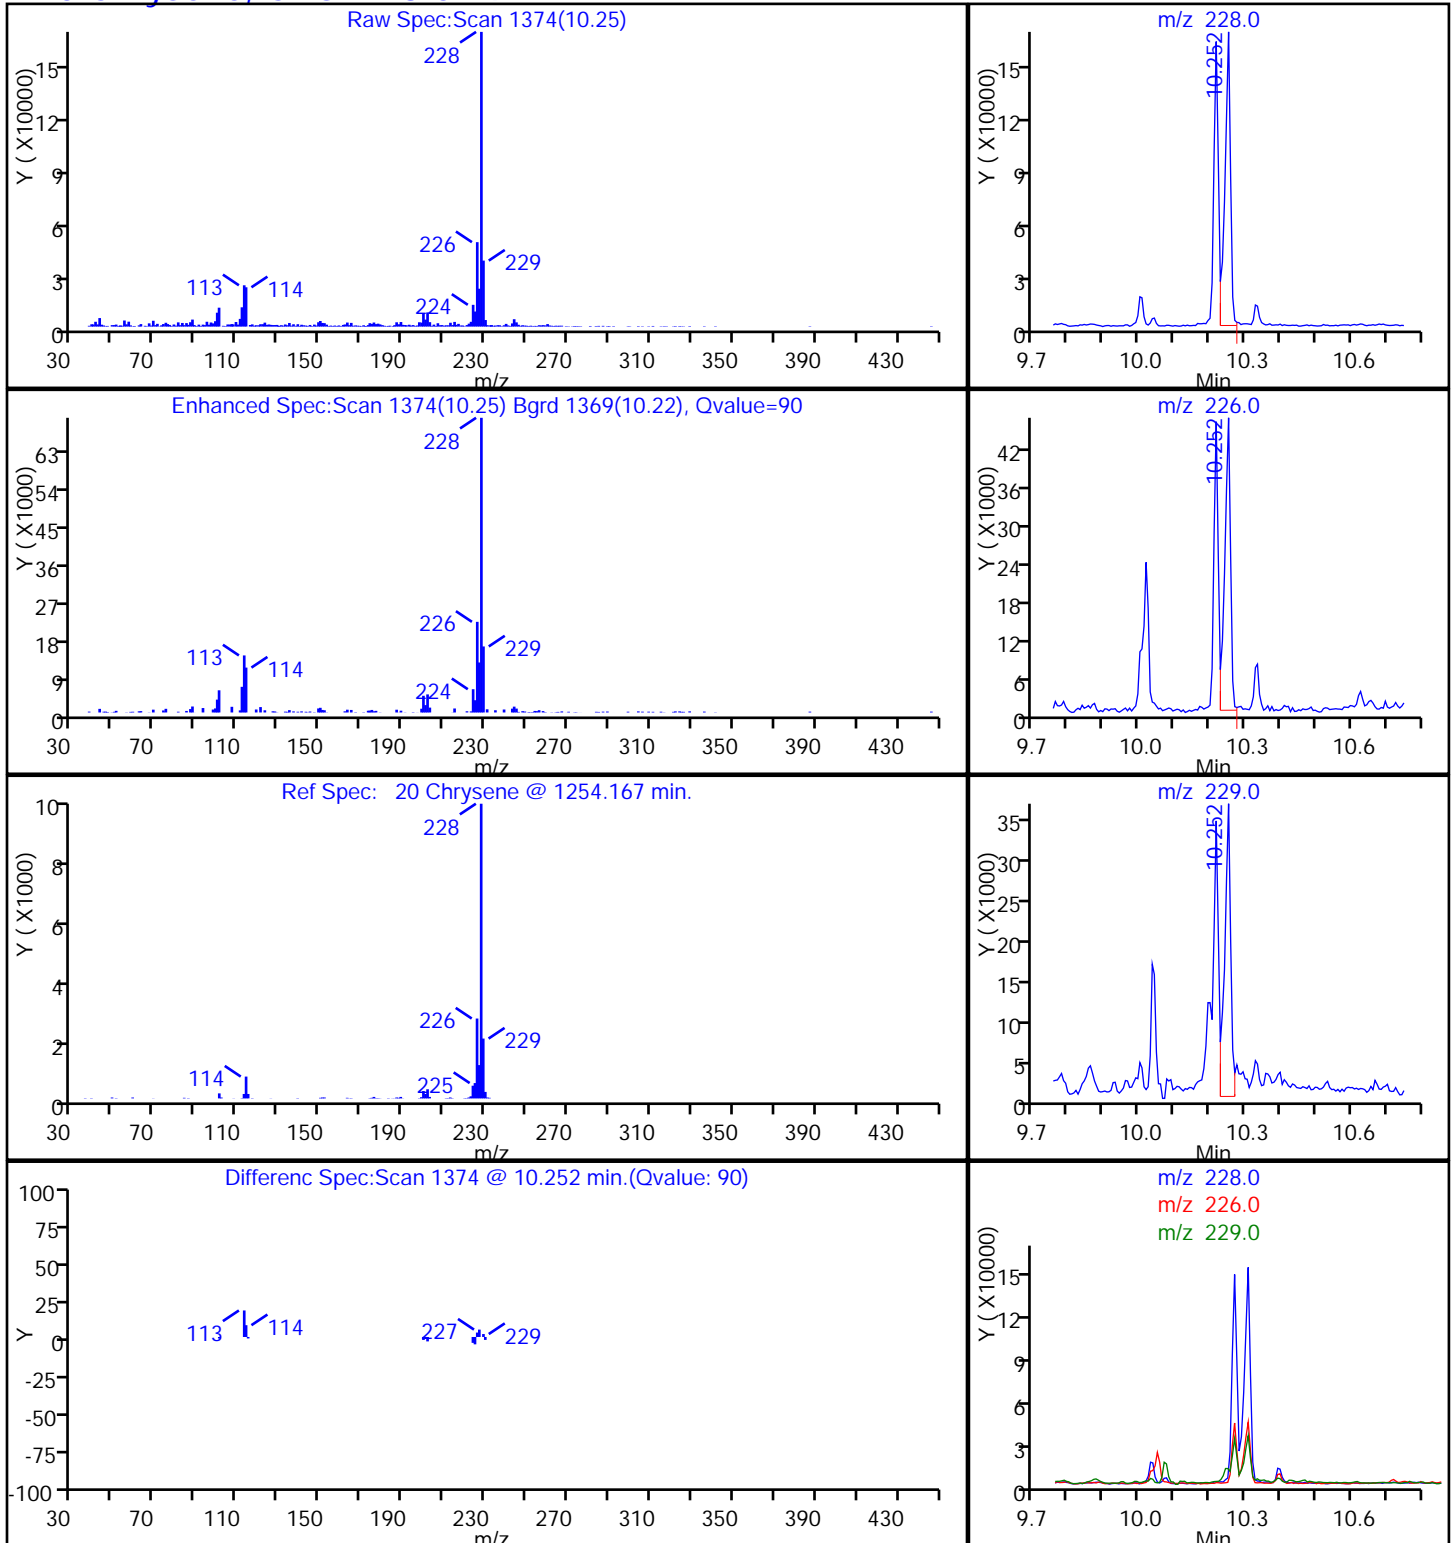 Raw Spec:Scan 1374(10.25)
Y ( X10000)
15
12
9
6
3
0
228
226
229
224
113
114
30 70 110 150 190 230 270 310 350 390 430
m/z
m/z 228.0
Y ( X10000)
15
12
9
6
3
0
10.252
9.7 10.0 10.3 10.6
Min
Enhanced Spec:Scan 1374(10.25) Bgrd 1369(10.22), Qvalue=90
Y ( X1000)
63
54
45
36
27
18
9
0
228
226
229
224
113
114
30 70 110 150 190 230 270 310 350 390 430
m/z
m/z 226.0
Y ( X1000)
42
36
30
24
18
12
6
0
10.252
9.7 10.0 10.3 10.6
Min
Ref Spec: 20 Chrysene @ 1254.167 min.
Y ( X1000)
10
8
6
4
2
0
228
226
229
225
114
30 70 110 150 190 230 270 310 350 390 430
m/z
m/z 229.0
Y ( X1000)
35
30
25
20
15
10
5
0
10.252
9.7 10.0 10.3 10.6
Min
Differenc Spec:Scan 1374 @ 10.252 min.(Qvalue: 90)
Y
100
75
50
25
0
-25
-50
-75
-100
113
114
227
229
30 70 110 150 190 230 270 310 350 390 430
m/z
m/z 228.0
m/z 226.0
m/z 229.0
Y ( X10000)
15
12
9
6
3
0
9.7 10.0 10.3 10.6
Min